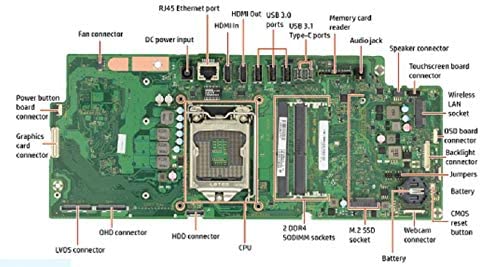 RJ45 Ethernet port
HDMI Out
HDMI In
USB 3.0
ports
USB 3.1
Type-C ports
Memory card
reader
Audio jack
Fan connector
DC power input
Speaker connector
Touchscreen board
connector
Power button
board
connector
Graphics
card
connector
Wireless
LAN
socket
OSD board
connector
Backlight
connector
Jumpers
Battery
CMOS
reset
button
LVDS connector
OHD connector
HDD connector
CPU
2 DDR4
SODIMM sockets
M.2 SSD
socket
Webcam
connector
Battery
LOTES